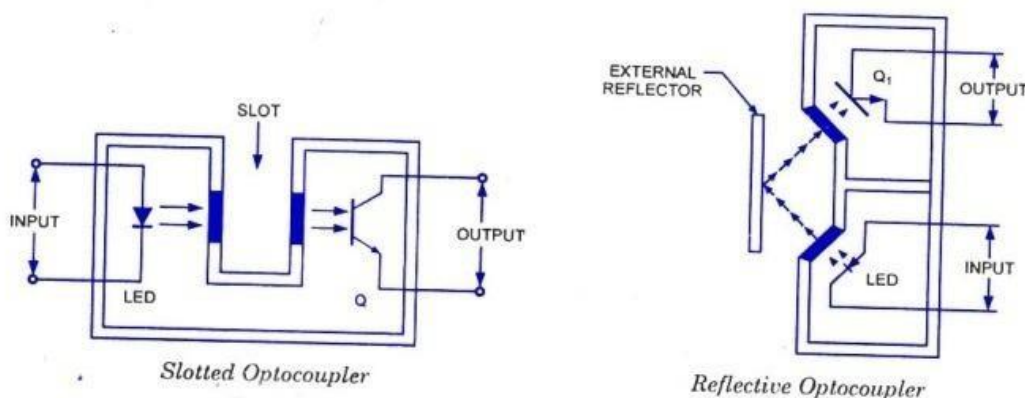 SLOT
INPUT
LED
Q
OUTPUT
Slotted Optocoupler
EXTERNAL
REFLECTOR
Q1
OUTPUT
LED
INPUT
Reflective Optocoupler